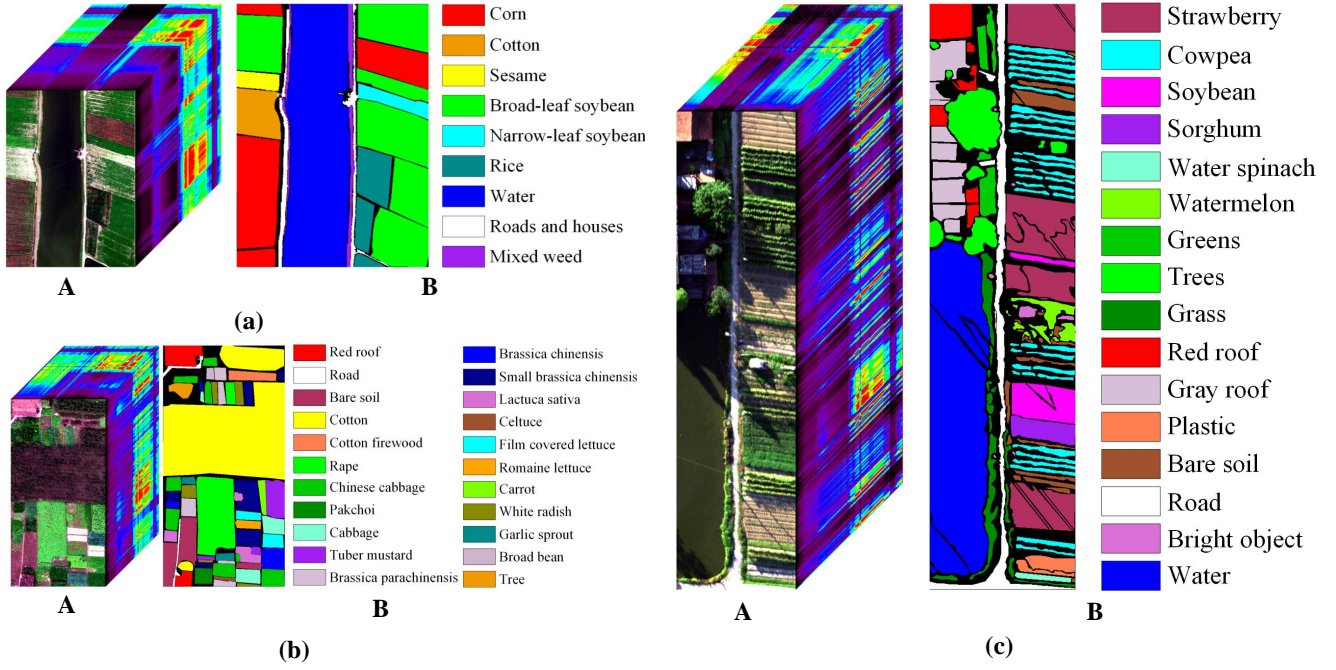 Corn
Cotton
Sesame
Broad-leaf soybean
Narrow-leaf soybean
Rice
Water
Roads and houses
Mixed weed
A
B
(a)
Red roof
Road
Bare soil
Cotton
Cotton firewood
Rape
Chinese cabbage
Pakchoi
Cabbage
Tuber mustard
Brassica parachinensis
Brassica chinensis
Small brassica chinensis
Lactuca sativa
Celtuce
Film covered lettuce
Romaine lettuce
Carrot
White radish
Garlic sprout
Broad bean
Tree
A
B
(b)
Strawberry
Cowpea
Soybean
Sorghum
Water spinach
Watermelon
Greens
Trees
Grass
Red roof
Gray roof
Plastic
Bare soil
Road
Bright object
Water
A
B
(c)